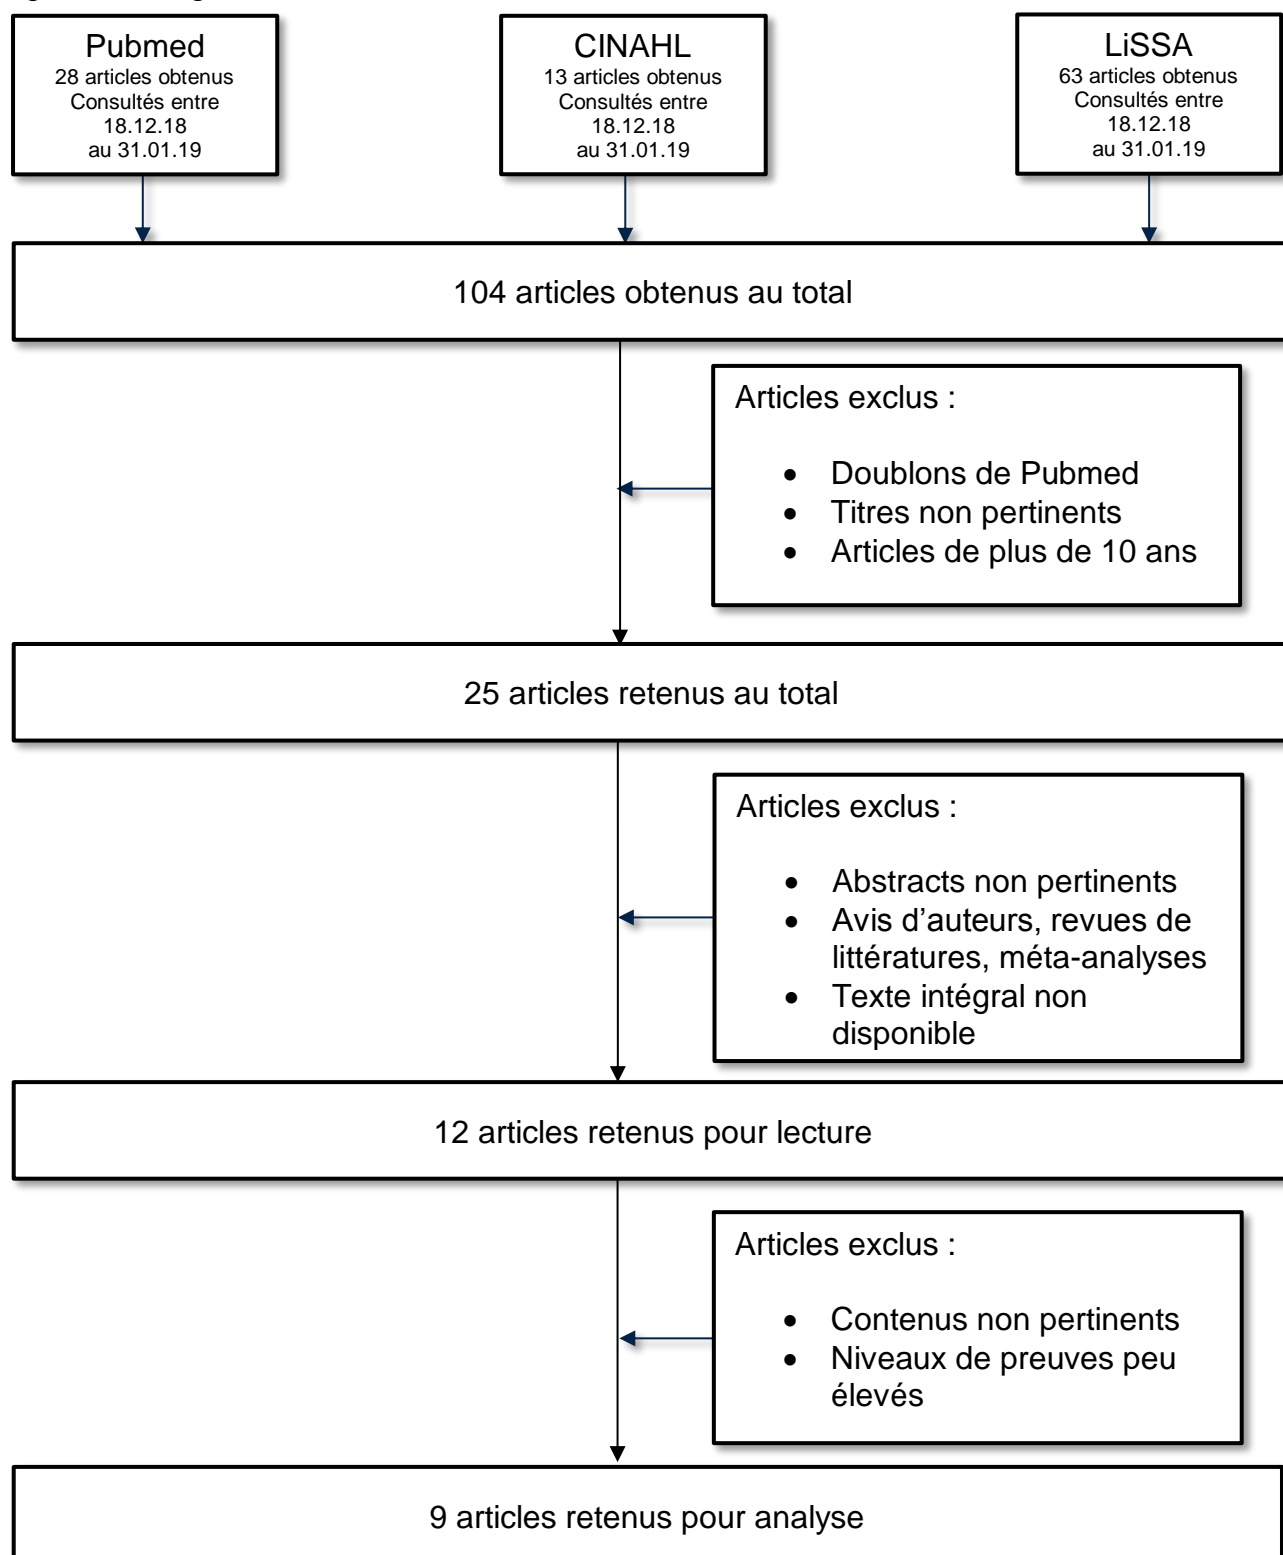 Pubmed
28 articles obtenus
Consultés entre
18.12.18
au 31.01.19
CINAHL
13 articles obtenus
Consultés entre
18.12.18
au 31.01.19
LiSSA
63 articles obtenus
Consultés entre
18.12.18
au 31.01.19
104 articles obtenus au total
Articles exclus :
• Doublons de Pubmed
• Titres non pertinents
• Articles de plus de 10 ans
25 articles retenus au total
Articles exclus :
• Abstracts non pertinents
• Avis d’auteurs, revues de
littératures, méta-analyses
• Texte intégral non
disponible
12 articles retenus pour lecture
Articles exclus :
• Contenus non pertinents
• Niveaux de preuves peu
élevés
9 articles retenus pour analyse